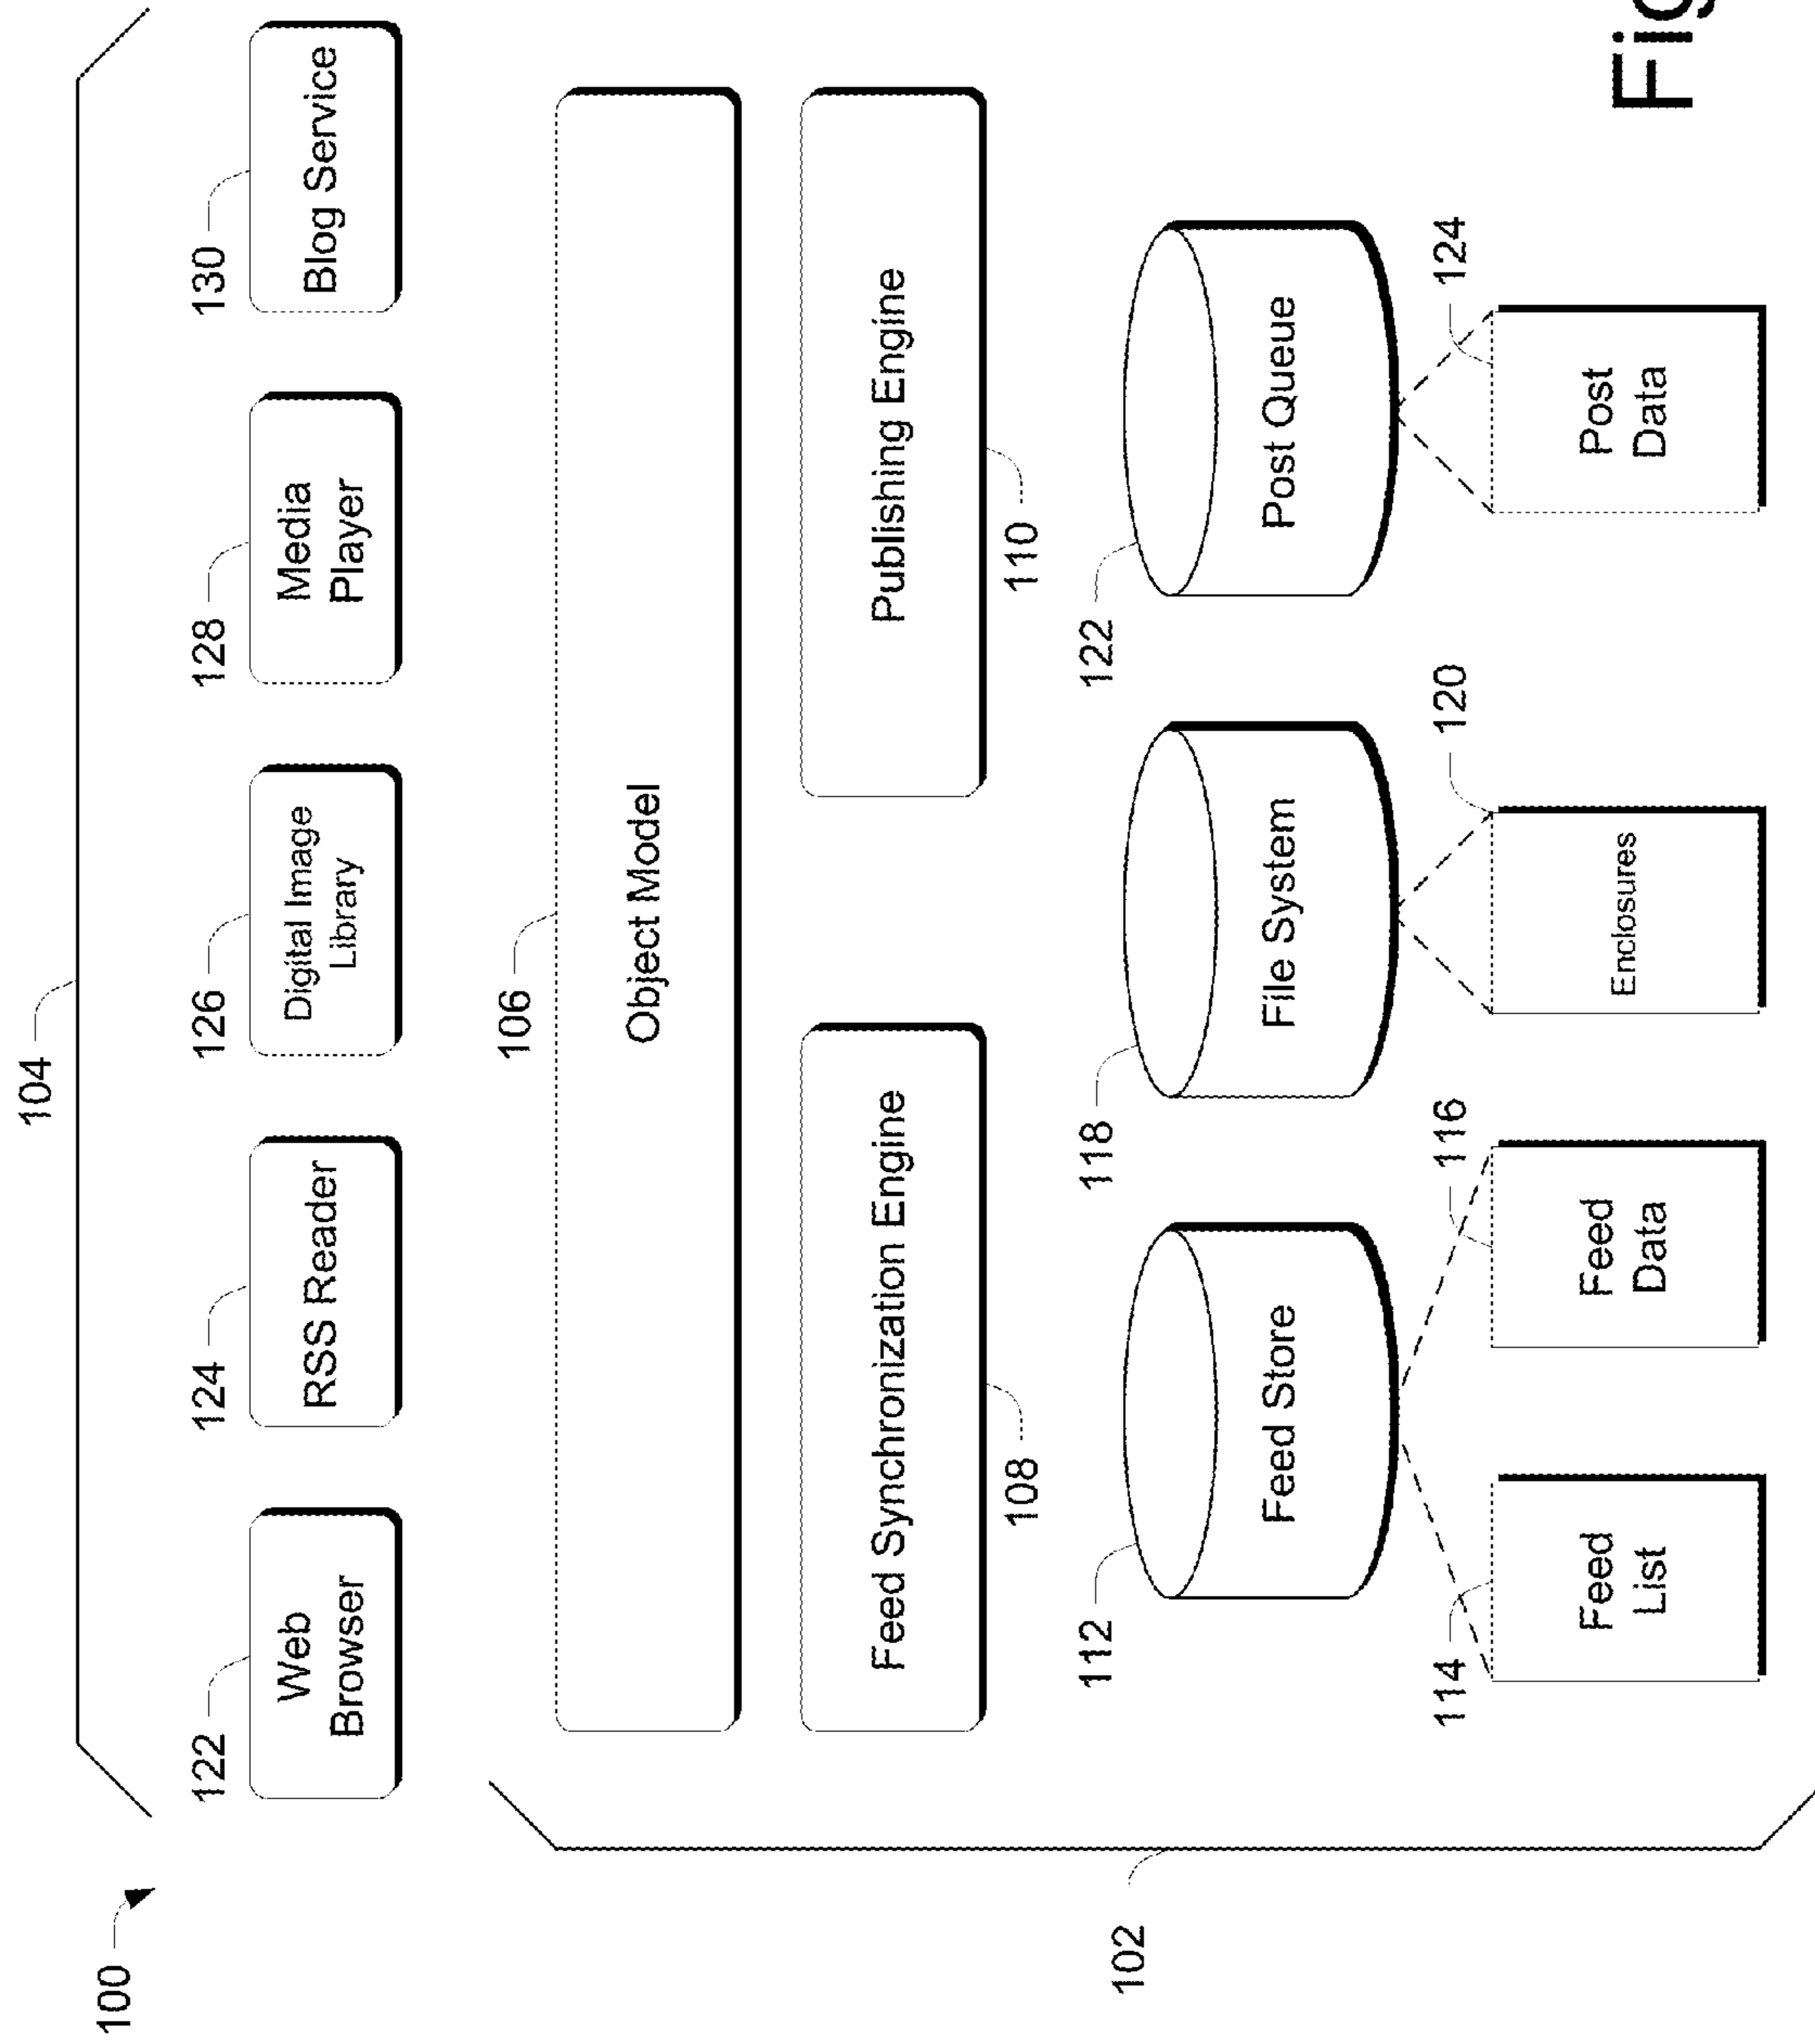 100
104
122
124
126
128
130
Web
Browser
RSS Reader
Digital Image
Library
Media
Player
Blog Service
106
Object Model
Feed Synchronization Engine
Publishing Engine
108
110
102
112
118
122
Feed Store
File System
Post Queue
114
116
120
124
Feed
List
Feed
Data
Enclosures
Post
Data